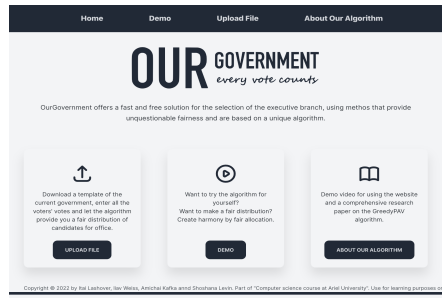 Home Demo Upload File About Our Algorithm
OUR GOVERNMENT
every vote counts
OurGovernment offers a fast and free solution for the selection of the executive branch, using methos that provide
unquestionable fairness and are based on a unique algorithm.
Download a template of the
current government, enter all the
voters' votes and let the algorithm
provide you a fair distribution of
candidates for office.
UPLOAD FILE
Want to try the algorithm for
yourself?
Want to make a fair distribution?
Create harmony by fair allocation.
DEMO
Demo video for using the website
and a comprehensive research
paper on the GreedyPAV
algorithm.
ABOUT OUR ALGORITHM
Copyright © 2022 by Itai Lashover, Ilay Weiss, Amichai Kafka annd Shoshana Levin. Part of "Computer science course at Ariel University". Use for learning purposes o